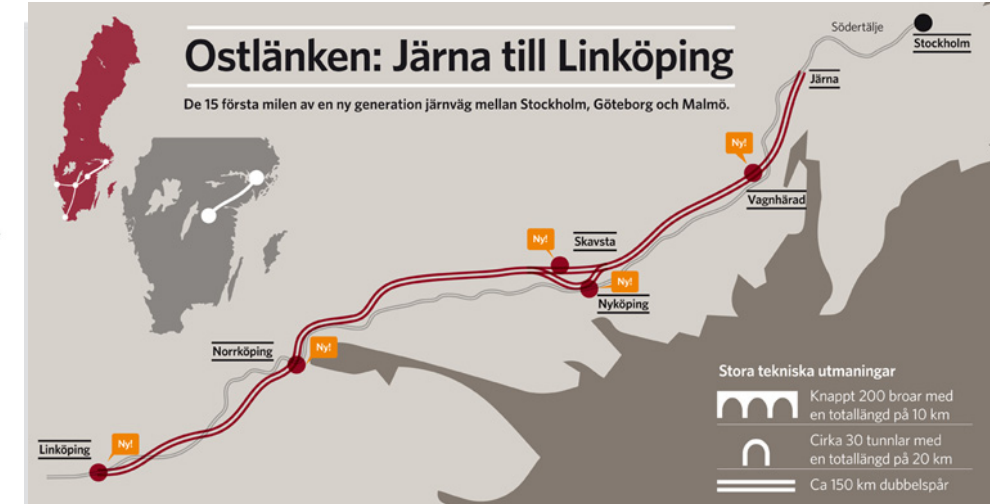 Ostlänken: Järna till Linköping
De 15 första milen av en ny generation järnväg mellan Stockholm, Göteborg och Malmö.
Södertälje
Stockholm
Järna
Ny!
Vagnhärad
Ny!
Skavsta
Ny!
Nyköping
Norrköping
Ny!
Linköping
Ny!
Stora tekniska utmaningar
Knappt 200 broar med
en totallängd på 10 km
Cirka 30 tunnlar med
en totallängd på 20 km
Ca 150 km dubbelspår